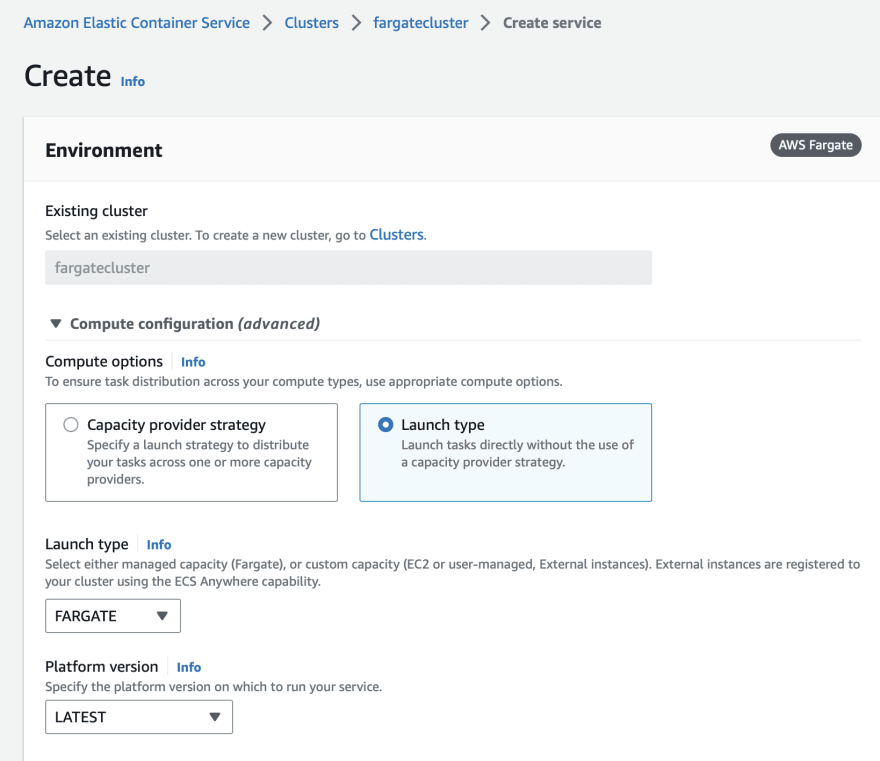 Amazon Elastic Container Service > Clusters > fargatecluster > Create service
Create Info
Environment
AWS Fargate
Existing cluster
Select an existing cluster. To create a new cluster, go to Clusters.
fargatecluster
Compute configuration (advanced)
Compute options Info
To ensure task distribution across your compute types, use appropriate compute options.
Capacity provider strategy
Specify a launch strategy to distribute
your tasks across one or more capacity
providers.
Launch type
Launch tasks directly without the use of
a capacity provider strategy.
Launch type Info
Select either managed capacity (Fargate), or custom capacity (EC2 or user-managed, External instances). External instances are registered to
your cluster using the ECS Anywhere capability.
FARGATE
Platform version Info
Specify the platform version on which to run your service.
LATEST